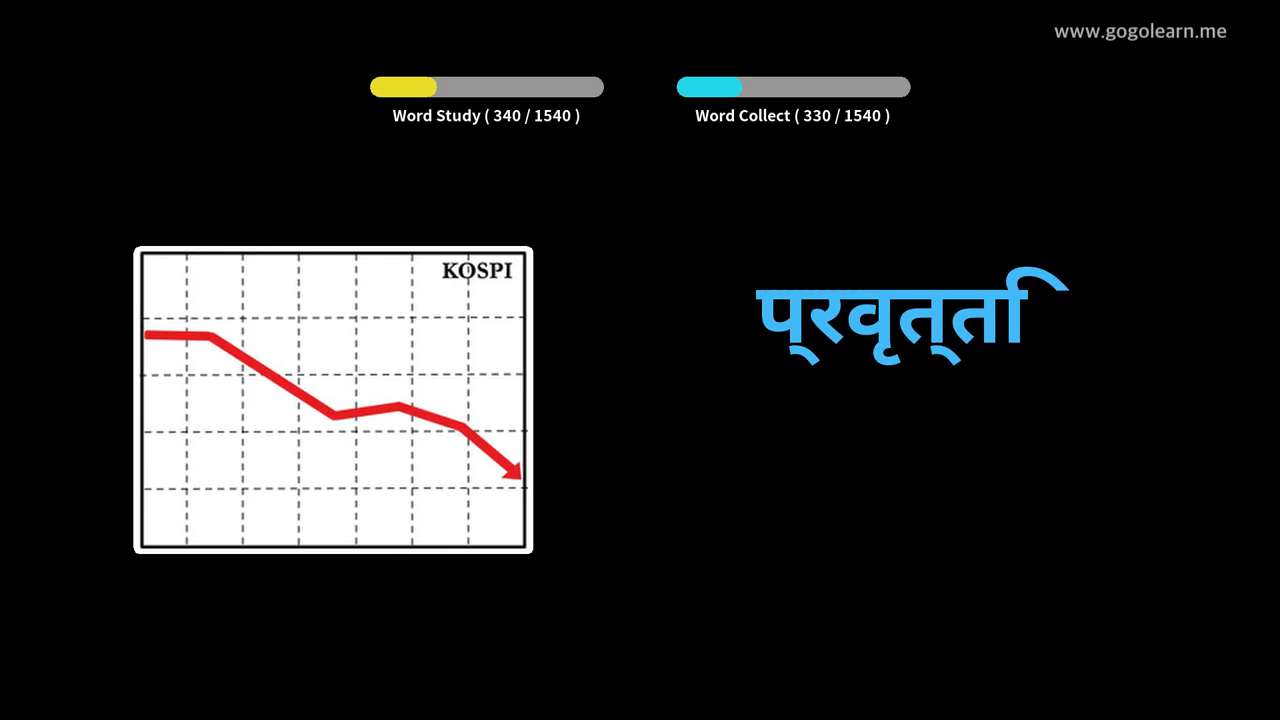 www.gogolearn.me
Word Study ( 340 / 1540 )
Word Collect ( 330 / 1540 )
KOSPI
प्रवृत्ति